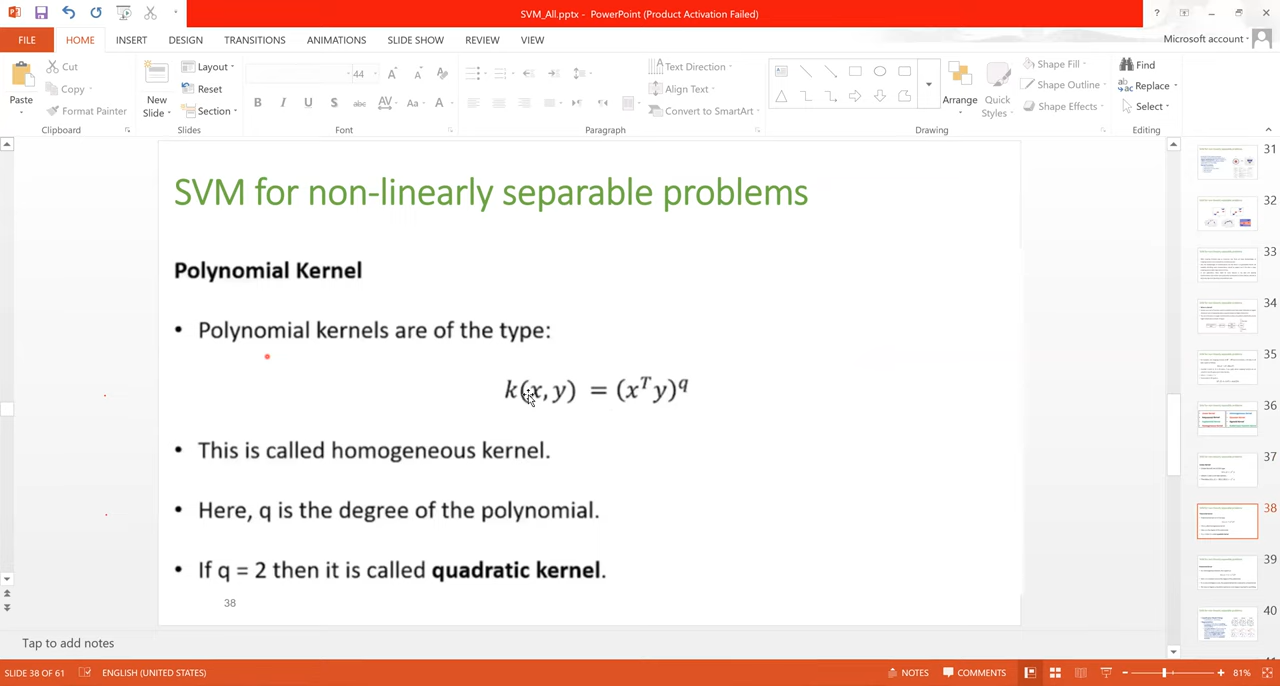 SVM_All.pptx - PowerPoint (Product Activation Failed)
FILE HOME INSERT DESIGN TRANSITIONS ANIMATIONS SLIDE SHOW REVIEW VIEW
Microsoft account
Paste
Cut
Copy
Format Painter
Clipboard
New Slide
Layout
Reset
Section
Slides
44
Font
Text Direction
Align Text
Convert to SmartArt
Paragraph
Arrange
Quick Styles
Shape Fill
Shape Outline
Shape Effects
Drawing
Find
Replace
Select
Editing
SVM for non-linearly separable problems
Polynomial Kernel
• Polynomial kernels are of the type:
k(x, y) = (xᵀy)^q
• This is called homogeneous kernel.
• Here, q is the degree of the polynomial.
• If q = 2 then it is called quadratic kernel.
38
31
32
33
34
35
36
37
38
39
40
Tap to add notes
SLIDE 38 OF 61 ENGLISH (UNITED STATES) NOTES COMMENTS 81%